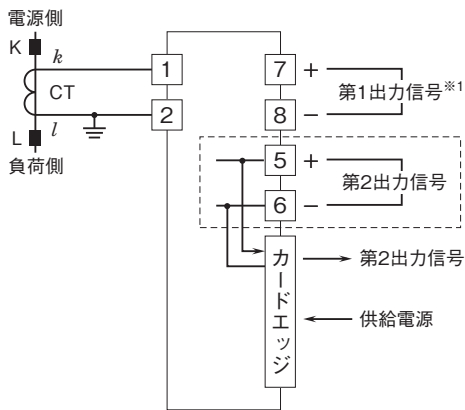 電源側
K
k
CT
l
L
負荷側
1
2
7 +
8 −
第1出力信号※1
5 +
6 −
第2出力信号
カードエッジ
第2出力信号
供給電源